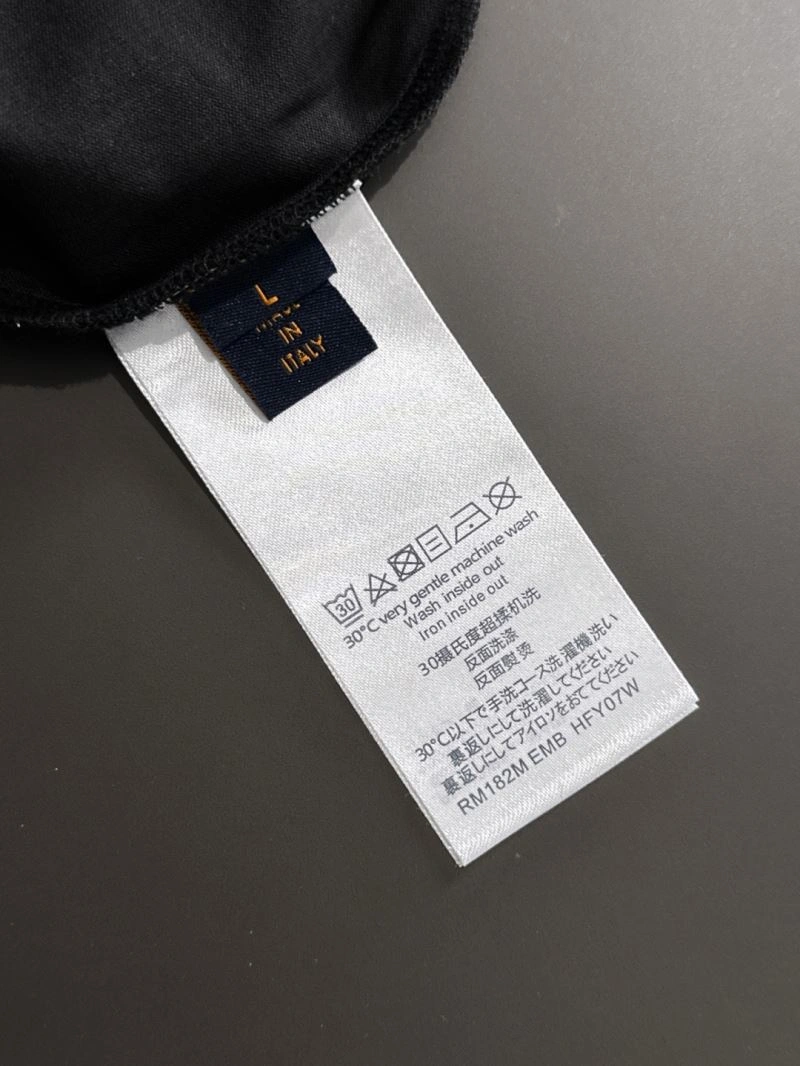 L
MADE
IN
ITALY
30
30°C very gentle machine wash
Wash inside out
Iron inside out
30摄氏度超揉机洗
反面洗涤
反面熨烫
30°C以下で手洗コース洗濯機洗い
裏返しにして洗濯してください
裏返しにしてアイロンをおててください
RM182M EMB HFY07W